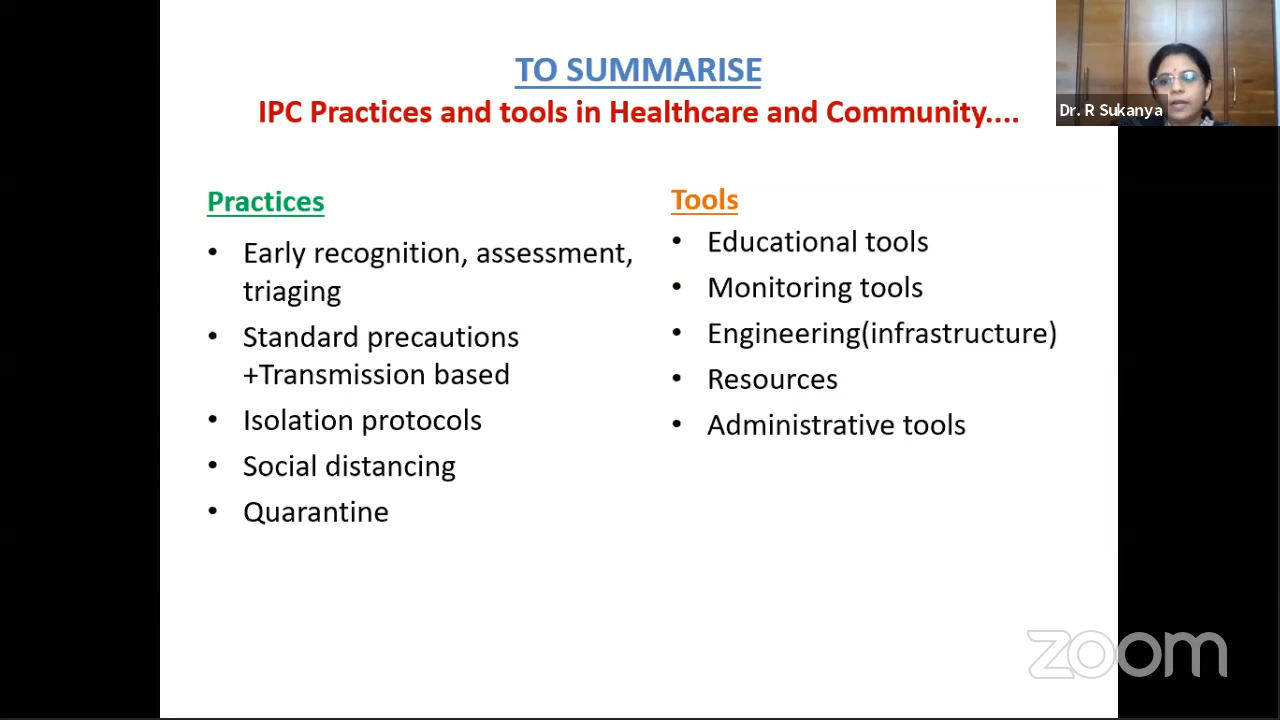 TO SUMMARISE
IPC Practices and tools in Healthcare and Community....
Dr. R Sukanya
Practices
• Early recognition, assessment,
triaging
• Standard precautions
+Transmission based
• Isolation protocols
• Social distancing
• Quarantine
Tools
• Educational tools
• Monitoring tools
• Engineering(infrastructure)
• Resources
• Administrative tools
zoom